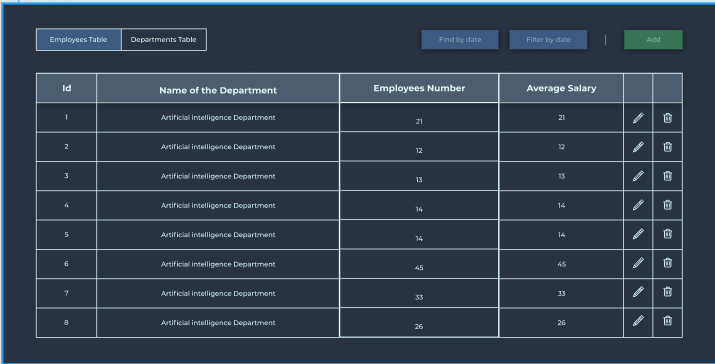 Employees Table Departments Table Find by date Filter by date | Add
Id Name of the Department Employees Number Average Salary
1 Artificial intelligence Department 21 21
2 Artificial intelligence Department 12 12
3 Artificial intelligence Department 13 13
4 Artificial intelligence Department 14 14
5 Artificial intelligence Department 14 14
6 Artificial intelligence Department 45 45
7 Artificial intelligence Department 33 33
8 Artificial intelligence Department 26 26